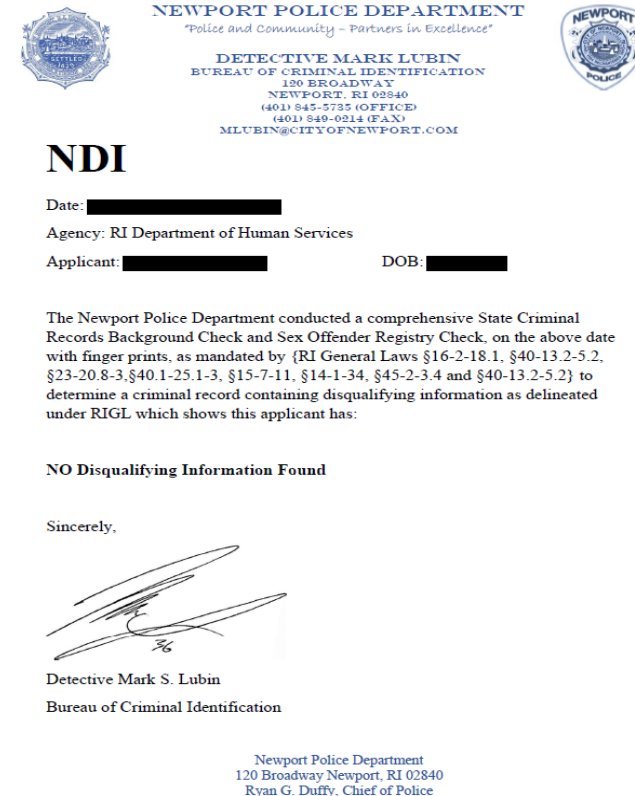 NEWPORT POLICE DEPARTMENT
"Police and Community – Partners in Excellence"
DETECTIVE MARK LUBIN
BUREAU OF CRIMINAL IDENTIFICATION
120 BROADWAY
NEWPORT, RI 02840
(401) 845-5735 (OFFICE)
(401) 849-0214 (FAX)
MLUBIN@CITYOFNEWPORT.COM
SETTLED
1639
NEWPORT
POLICE
NDI
Date:
Agency: RI Department of Human Services
Applicant: DOB:
The Newport Police Department conducted a comprehensive State Criminal
Records Background Check and Sex Offender Registry Check, on the above date
with finger prints, as mandated by {RI General Laws §16-2-18.1, §40-13.2-5.2,
§23-20.8-3,§40.1-25.1-3, §15-7-11, §14-1-34, §45-2-3.4 and §40-13.2-5.2} to
determine a criminal record containing disqualifying information as delineated
under RIGL which shows this applicant has:
NO Disqualifying Information Found
Sincerely,
Detective Mark S. Lubin
Bureau of Criminal Identification
Newport Police Department
120 Broadway Newport, RI 02840
Ryan G. Duffy, Chief of Police